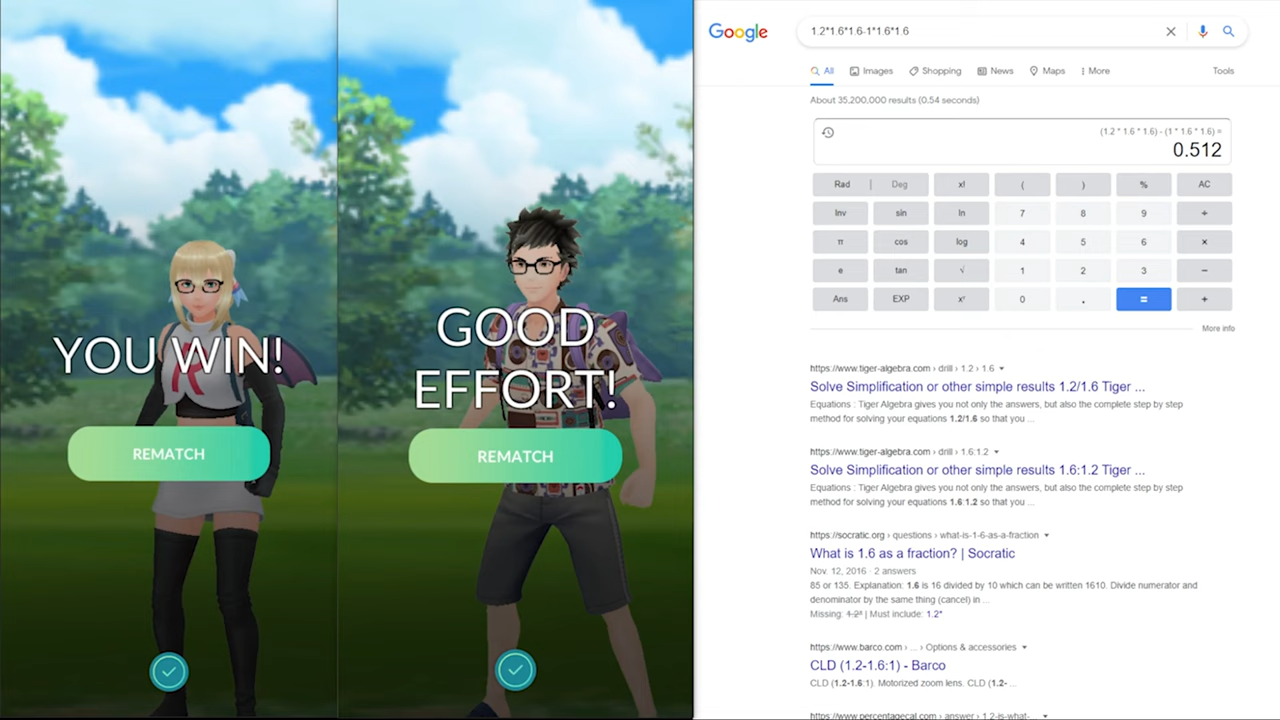 YOU WIN!
REMATCH
GOOD
EFFORT!
REMATCH
Google
1.2*1.6*1.6-1*1.6*1.6
All Images Shopping News Maps More Tools
About 35,200,000 results (0.54 seconds)
(1.2 * 1.6 * 1.6) - (1 * 1.6 * 1.6) =
0.512
Rad | Deg x! ( ) % AC
Inv sin ln 7 8 9 ÷
π cos log 4 5 6 ×
e tan √ 1 2 3 −
Ans EXP xʸ 0 . = +
More info
https://www.tiger-algebra.com › drill › 1.2 › 1.6
Solve Simplification or other simple results 1.2/1.6 Tiger ...
Equations : Tiger Algebra gives you not only the answers, but also the complete step by step
method for solving your equations 1.2/1.6 so that you ...
https://www.tiger-algebra.com › drill › 1.6:1.2
Solve Simplification or other simple results 1.6:1.2 Tiger ...
Equations : Tiger Algebra gives you not only the answers, but also the complete step by step
method for solving your equations 1.6:1.2 so that you ...
https://socratic.org › questions › what-is-1-6-as-a-fraction
What is 1.6 as a fraction? | Socratic
Nov. 12, 2016 · 2 answers
85 or 135. Explanation: 1.6 is 16 divided by 10 which can be written 1610. Divide numerator and
denominator by the same thing (cancel) in ...
Missing: 1.2* | Must include: 1.2*
https://www.barco.com › ... › Options & accessories
CLD (1.2-1.6:1) - Barco
CLD (1.2-1.6:1). Motorized zoom lens. CLD (1.2- ...
https://www.percentagecal.com › answer › 1.2-is-what-...